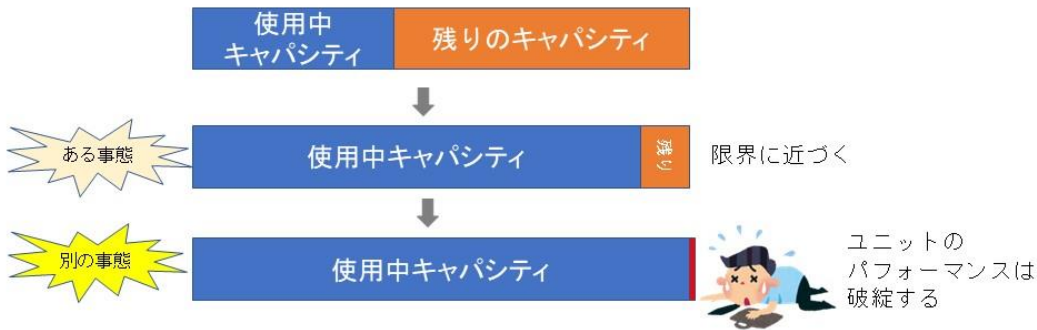 使用中
キャパシティ
残りのキャパシティ
ある事態
使用中キャパシティ
残り
限界に近づく
別の事態
使用中キャパシティ
ユニットの
パフォーマンスは
破綻する